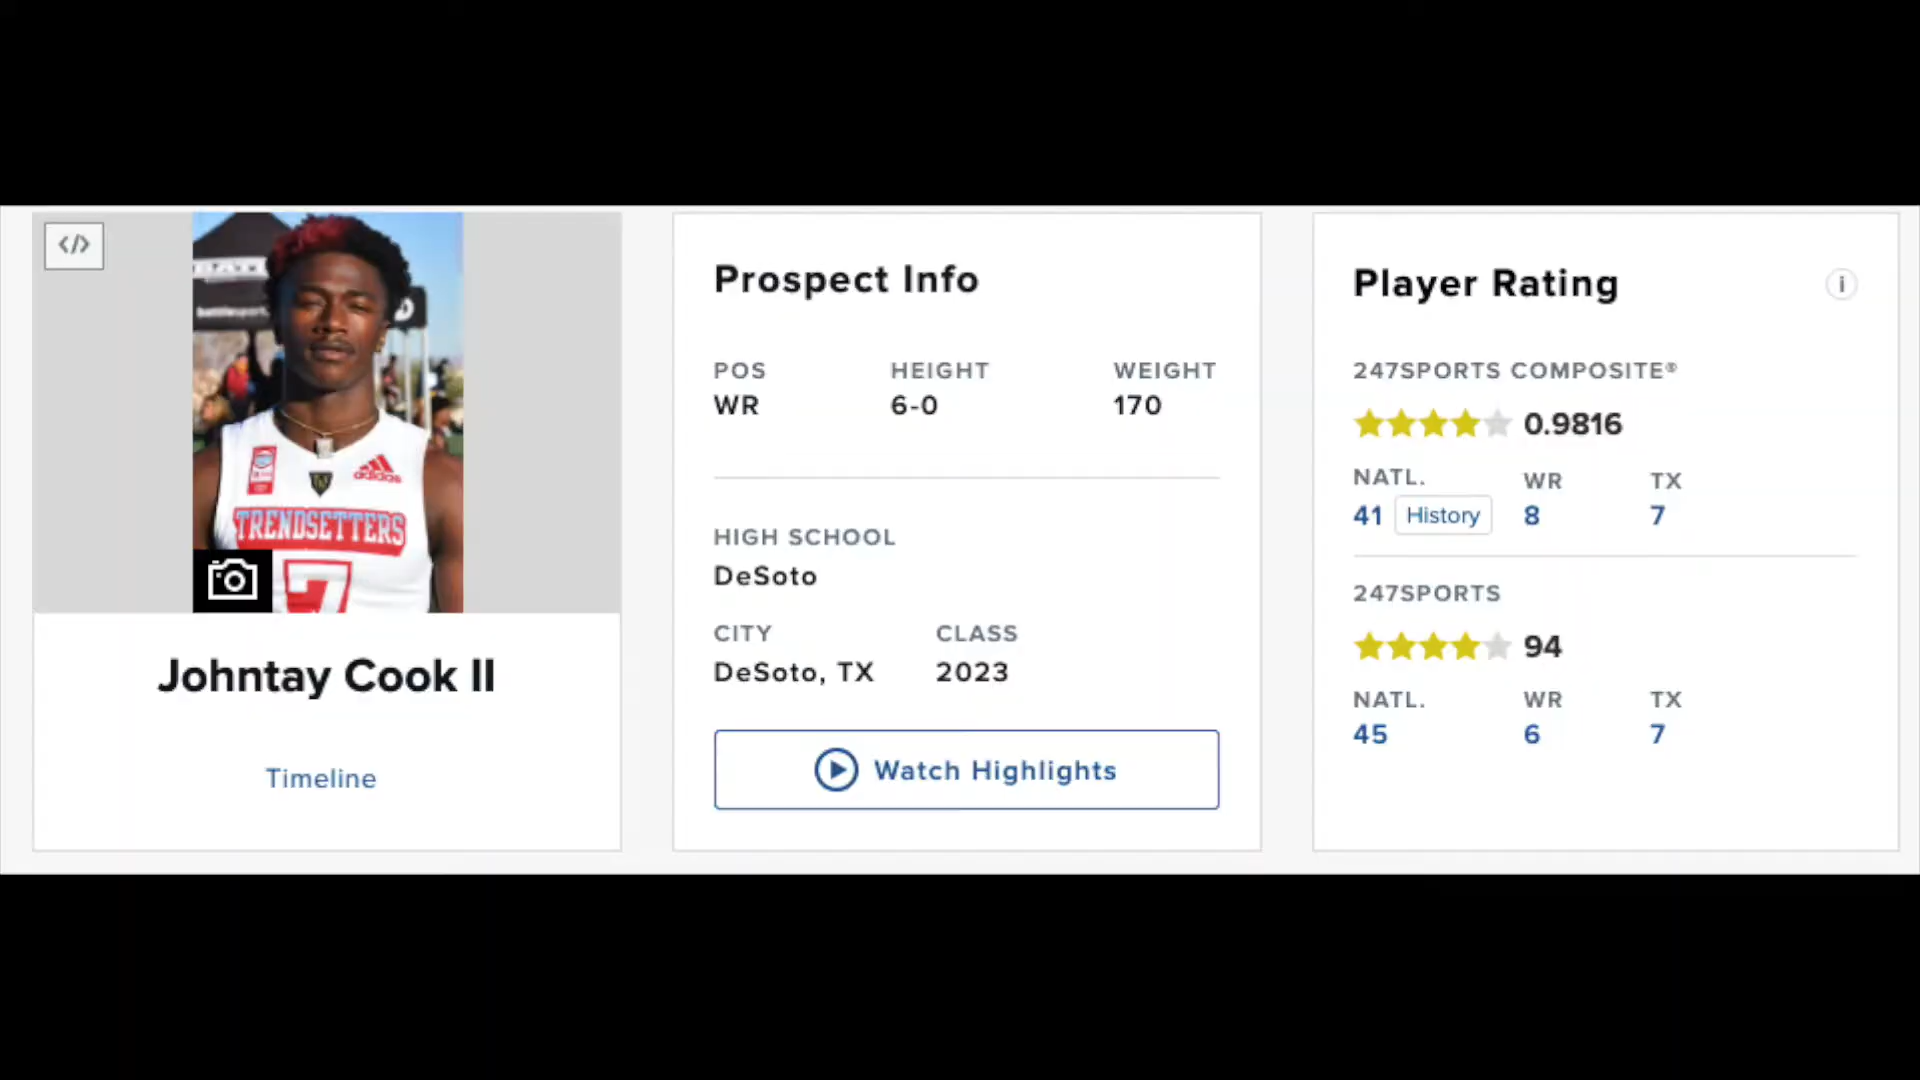 </>
battlesport
adidas
TRENDSETTERS
7
Johntay Cook II
Timeline
Prospect Info
POS HEIGHT WEIGHT
WR 6-0 170
HIGH SCHOOL
DeSoto
CITY CLASS
DeSoto, TX 2023
Watch Highlights
Player Rating i
247SPORTS COMPOSITE®
0.9816
NATL. WR TX
41 History 8 7
247SPORTS
94
NATL. WR TX
45 6 7